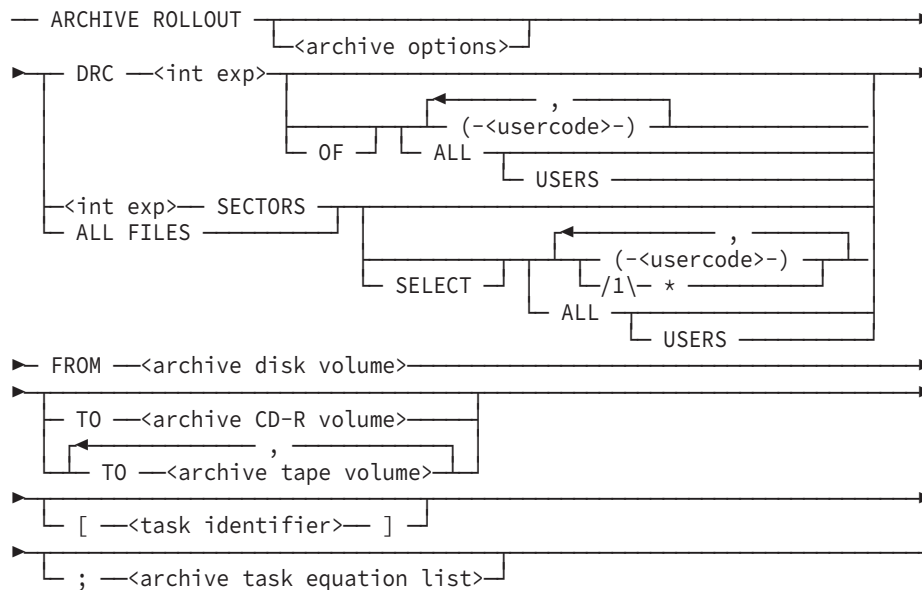 ARCHIVE ROLLOUT
<archive options>
DRC <int exp>
,
(-<usercode>-)
OF ALL
USERS
<int exp> SECTORS
ALL FILES
,
(-<usercode>-)
SELECT /1\- *
ALL
USERS
FROM <archive disk volume>
TO <archive CD-R volume>
,
TO <archive tape volume>
[ <task identifier> ]
; <archive task equation list>